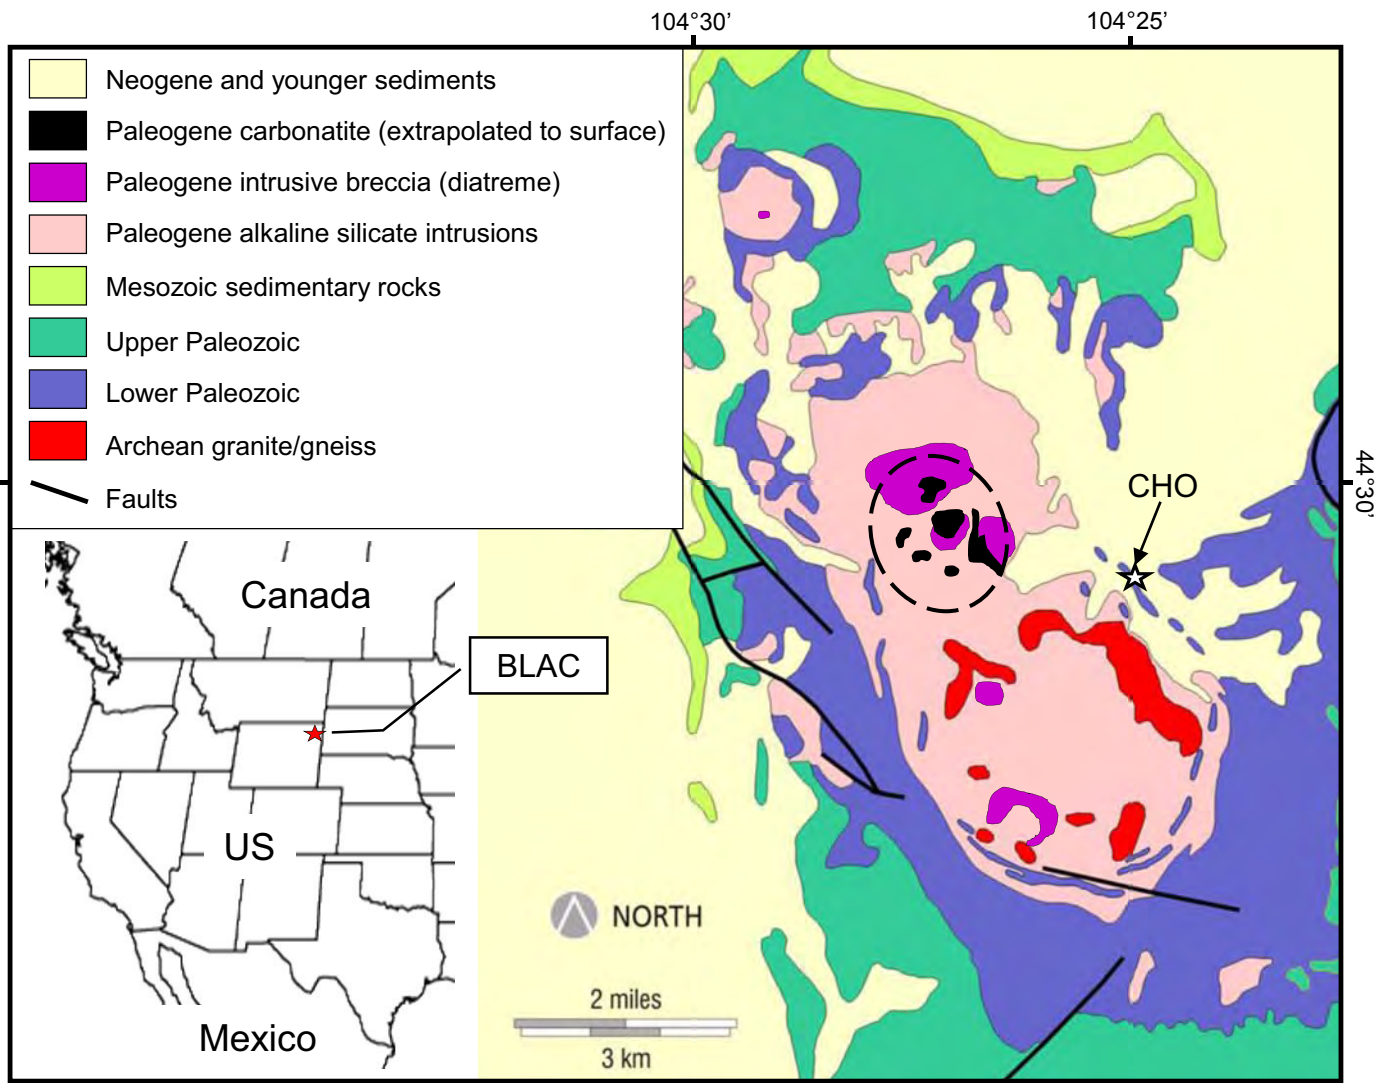 104°30’
104°25’
Neogene and younger sediments
Paleogene carbonatite (extrapolated to surface)
Paleogene intrusive breccia (diatreme)
Paleogene alkaline silicate intrusions
Mesozoic sedimentary rocks
Upper Paleozoic
Lower Paleozoic
Archean granite/gneiss
Faults
44°30’
CHO
Canada
BLAC
US
Mexico
NORTH
2 miles
3 km